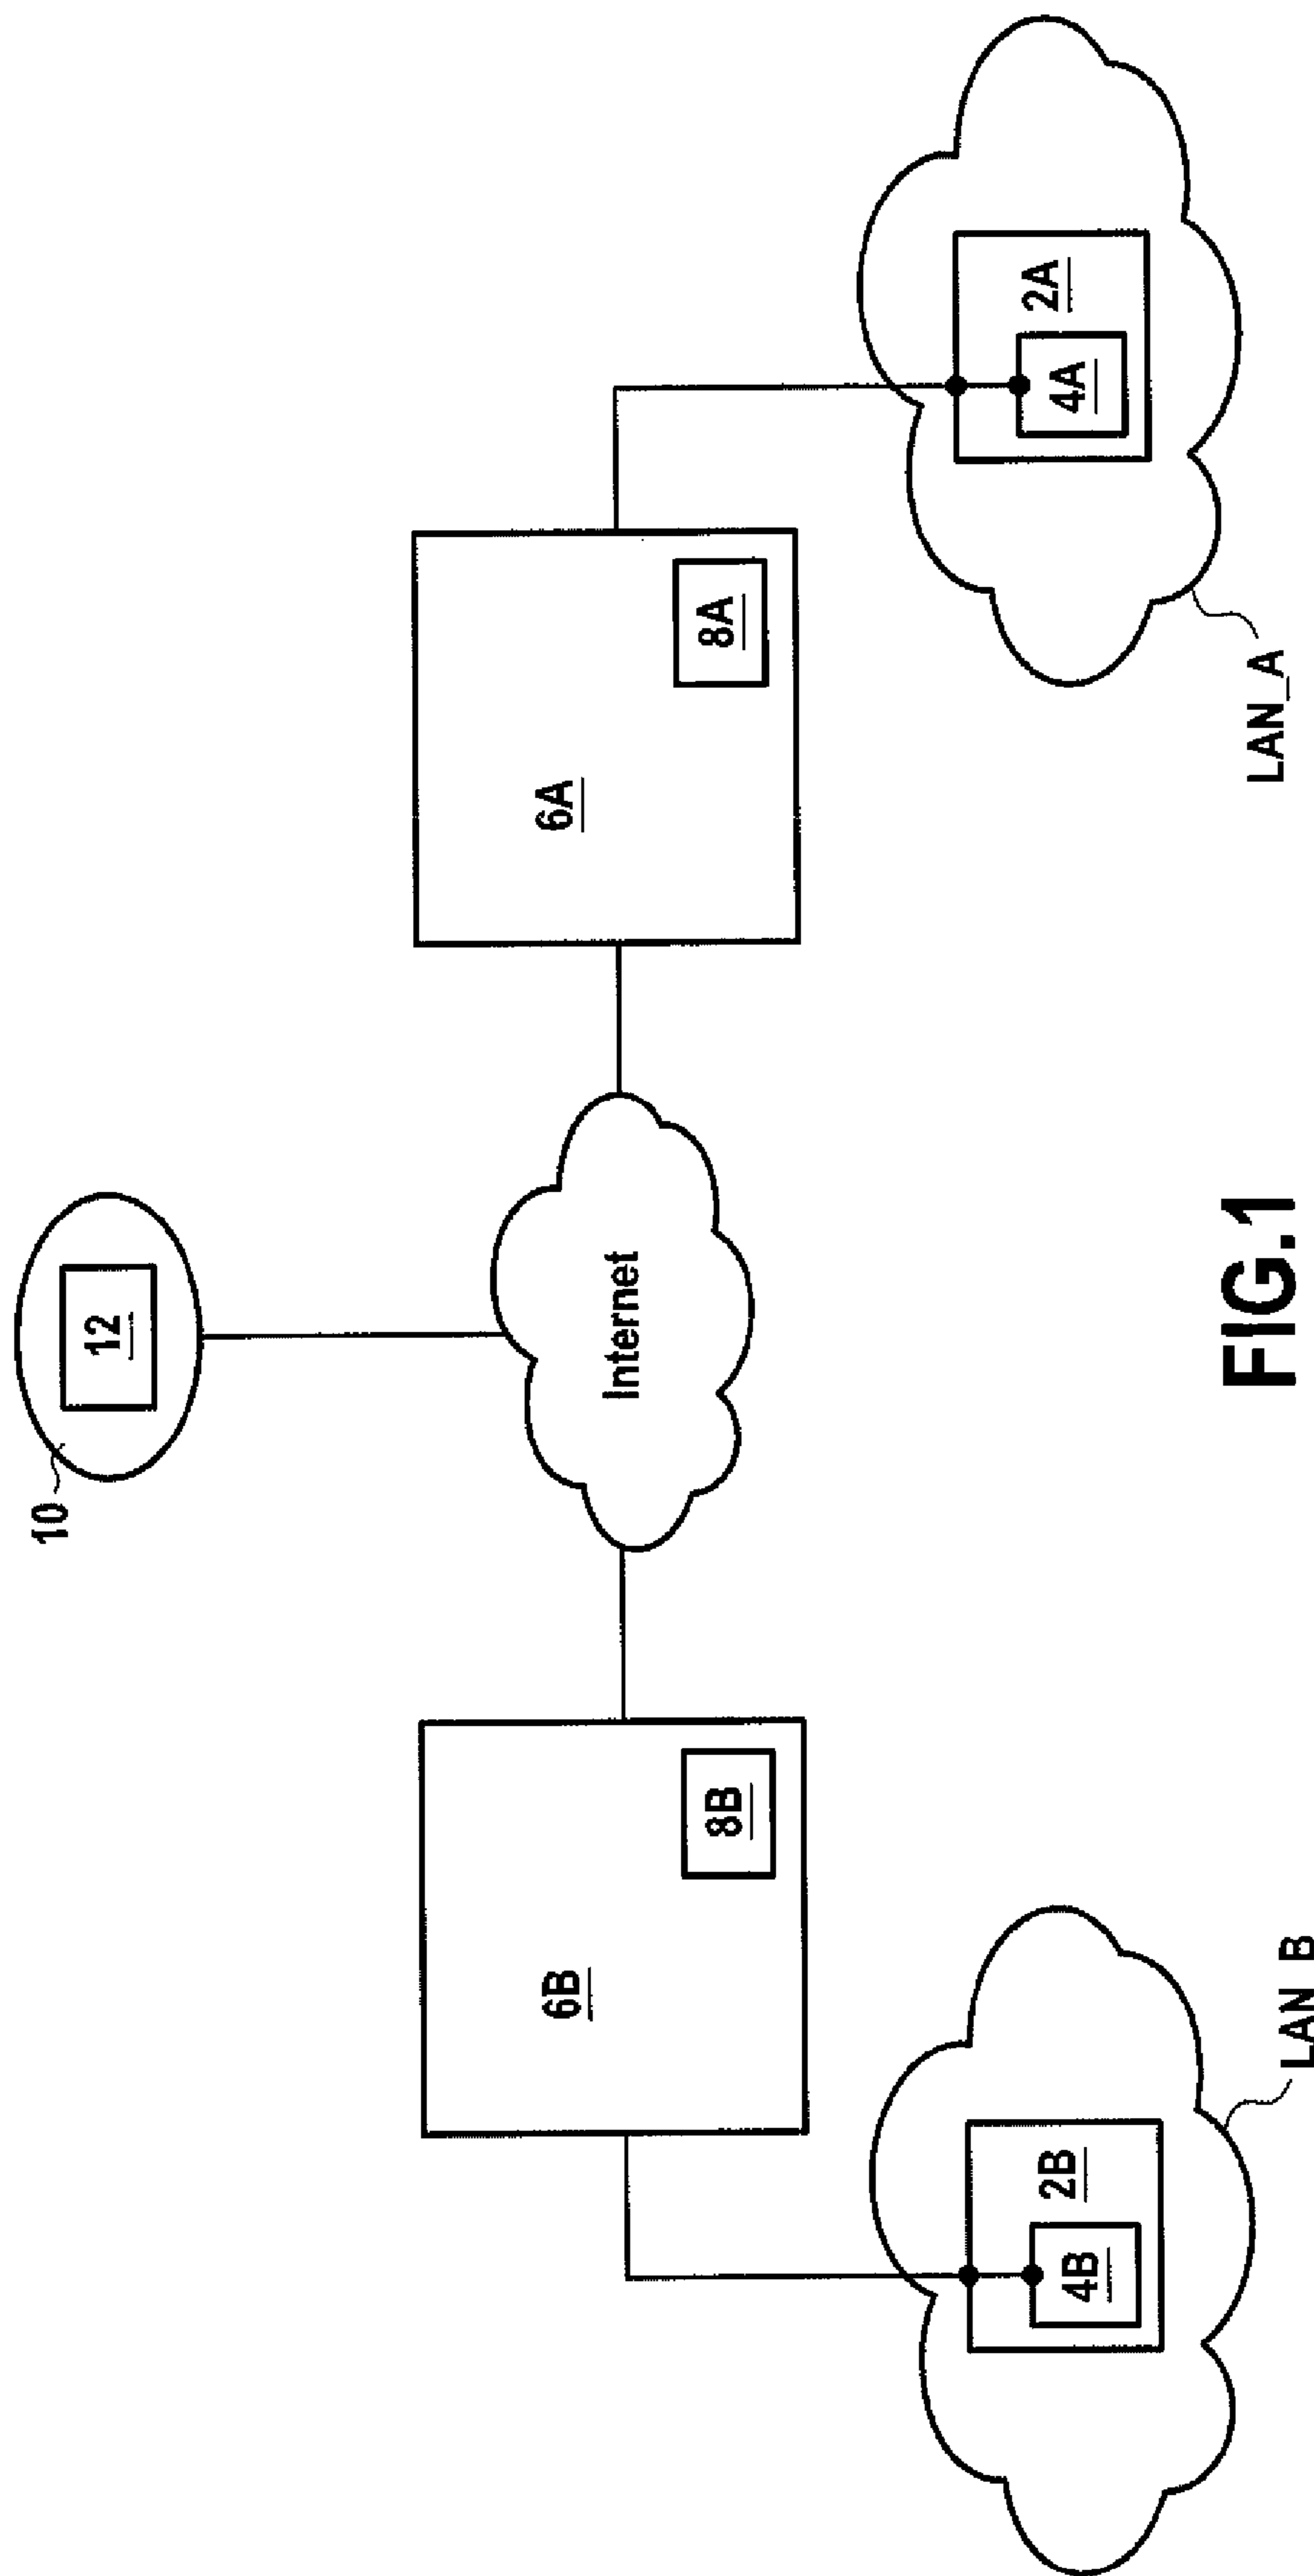 10
12
6B
8B
Internet
6A
8A
2B
4B
LAN_B
2A
4A
LAN_A
FIG.1